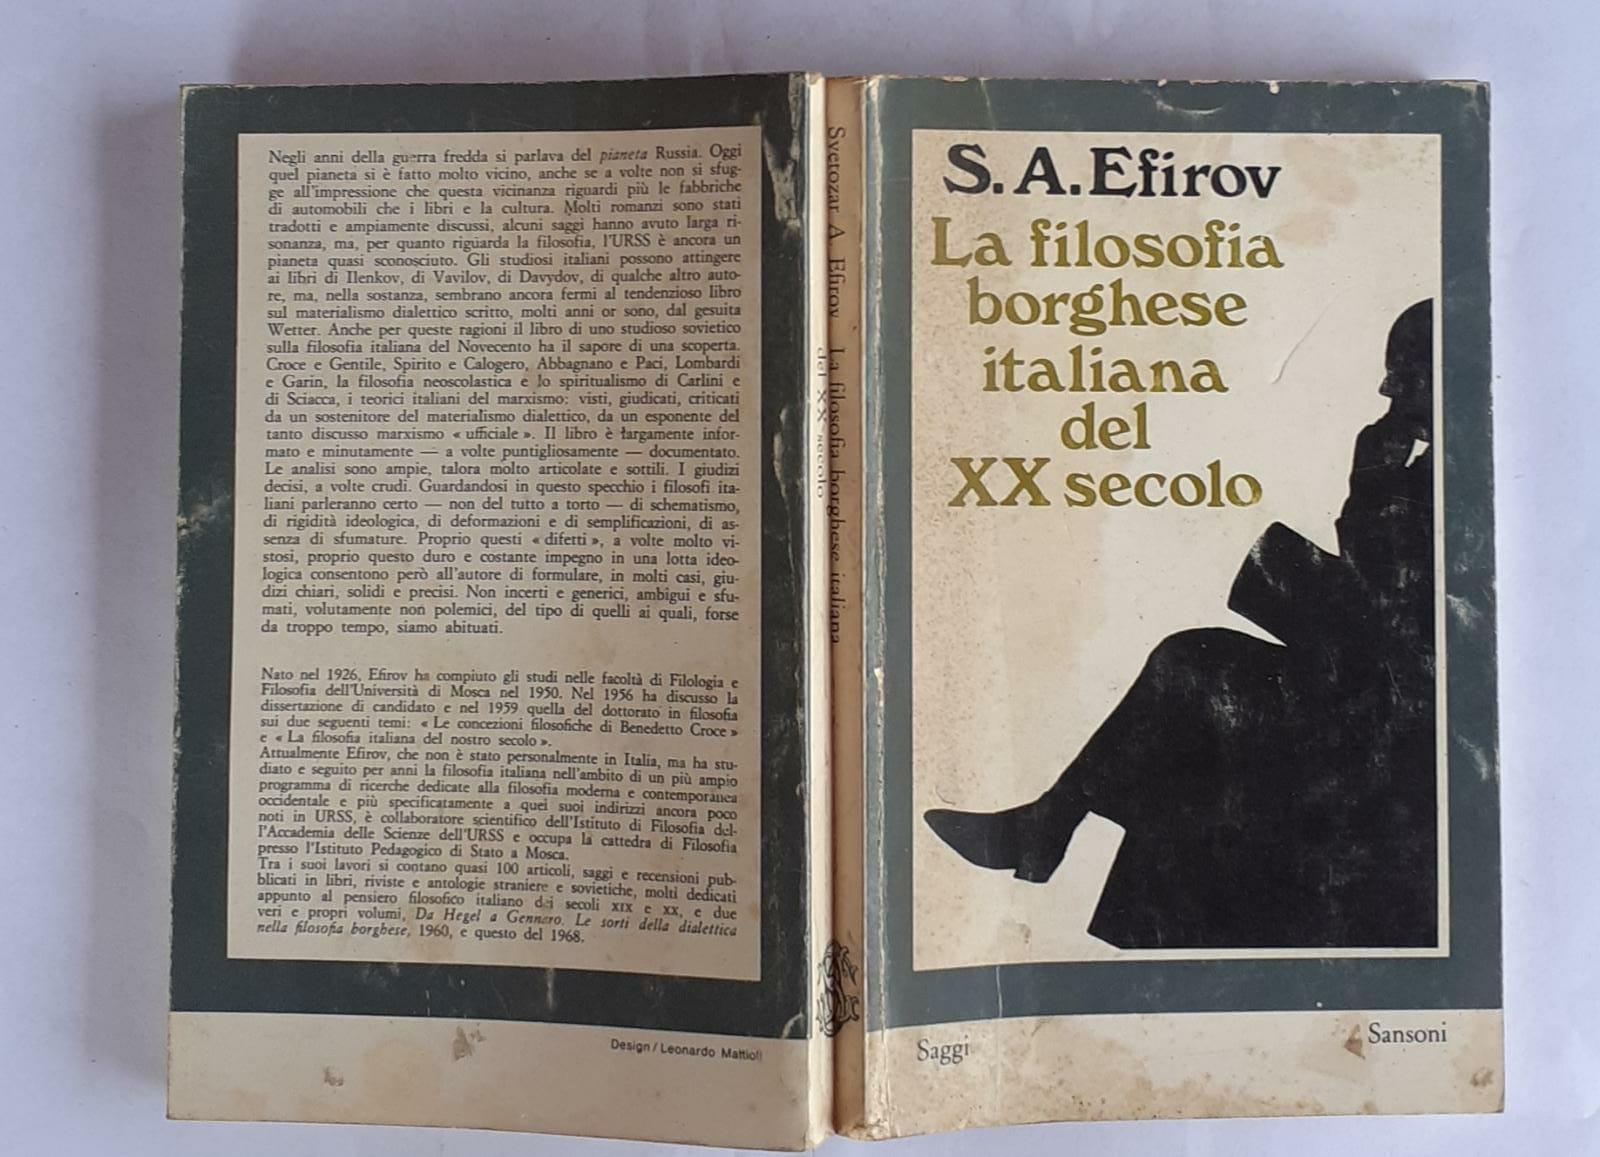 Negli anni della guerra fredda si parlava del pianeta Russia. Oggi
quel pianeta si è fatto molto vicino, anche se a volte non si sfug-
ge all'impressione che questa vicinanza riguardi più le fabbriche
di automobili che i libri e la cultura. Molti romanzi sono stati
tradotti e ampiamente discussi, alcuni saggi hanno avuto larga ri-
sonanza, ma, per quanto riguarda la filosofia, l'URSS è ancora un
pianeta quasi sconosciuto. Gli studiosi italiani possono attingere
ai libri di Ilenkov, di Vavilov, di Davydov, di qualche altro auto-
re, ma, nella sostanza, sembrano ancora fermi al tendenzioso libro
sul materialismo dialettico scritto, molti anni or sono, dal gesuita
Wetter. Anche per queste ragioni il libro di uno studioso sovietico
sulla filosofia italiana del Novecento ha il sapore di una scoperta.
Croce e Gentile, Spirito e Calogero, Abbagnano e Paci, Lombardi
e Garin, la filosofia neoscolastica e lo spiritualismo di Carlini e
di Sciacca, i teorici italiani del marxismo: visti, giudicati, criticati
da un sostenitore del materialismo dialettico, da un esponente del
tanto discusso marxismo « ufficiale ». Il libro è largamente infor-
mato e minutamente — a volte puntigliosamente — documentato.
Le analisi sono ampie, talora molto articolate e sottili. I giudizi
decisi, a volte crudi. Guardandosi in questo specchio i filosofi ita-
liani parleranno certo — non del tutto a torto — di schematismo,
di rigidità ideologica, di deformazioni e di semplificazioni, di as-
senza di sfumature. Proprio questi « difetti », a volte molto vi-
stosi, proprio questo duro e costante impegno in una lotta ideo-
logica consentono però all'autore di formulare, in molti casi, giu-
dizi chiari, solidi e precisi. Non incerti e generici, ambigui e sfu-
mati, volutamente non polemici, del tipo di quelli ai quali, forse
da troppo tempo, siamo abituati.
Nato nel 1926, Efirov ha compiuto gli studi nelle facoltà di Filologia e
Filosofia dell'Università di Mosca nel 1950. Nel 1956 ha discusso la
dissertazione di candidato e nel 1959 quella del dottorato in filosofia
sui due seguenti temi: « Le concezioni filosofiche di Benedetto Croce »
e « La filosofia italiana del nostro secolo ».
Attualmente Efirov, che non è stato personalmente in Italia, ma ha stu-
diato e seguito per anni la filosofia italiana nell'ambito di un più ampio
programma di ricerche dedicate alla filosofia moderna e contemporanea
occidentale e più specificatamente a quei suoi indirizzi ancora poco
noti in URSS, è collaboratore scientifico dell'Istituto di Filosofia del-
l'Accademia delle Scienze dell'URSS e occupa la cattedra di Filosofia
presso l'Istituto Pedagogico di Stato a Mosca.
Tra i suoi lavori si contano quasi 100 articoli, saggi e recensioni pub-
blicati in libri, riviste e antologie straniere e sovietiche, molti dedicati
appunto al pensiero filosofico italiano dei secoli XIX e XX, e due
veri e propri volumi, Da Hegel a Gennaro. Le sorti della dialettica
nella filosofia borghese, 1960, e questo del 1968.
Design / Leonardo Mattioli
Svetozar A. Efirov La filosofia borghese italiana
del XX secolo
S. A. Efirov
La filosofia
borghese
italiana
del
XX secolo
Saggi
Sansoni